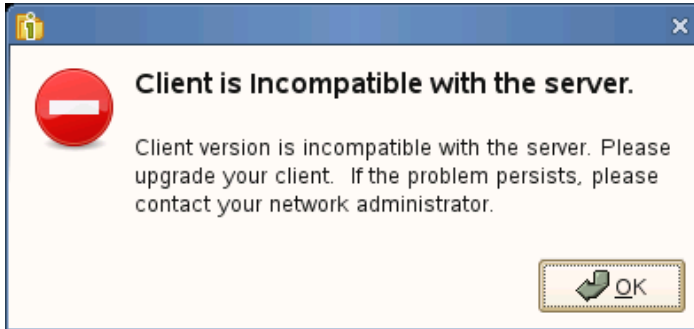 Client is Incompatible with the server.
Client version is incompatible with the server. Please
upgrade your client.  If the problem persists, please
contact your network administrator.
OK